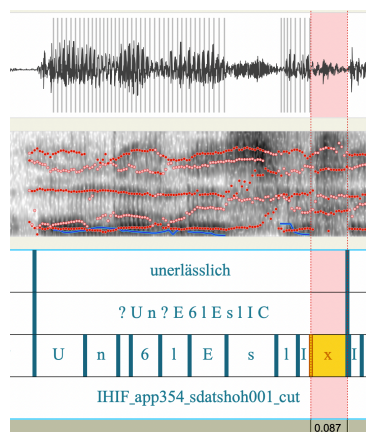 unerlässlich
? U n ? E 6 l E s l I C
U n 6 l E s l I x I
IHIF_app354_sdatshoh001_cut
0.087